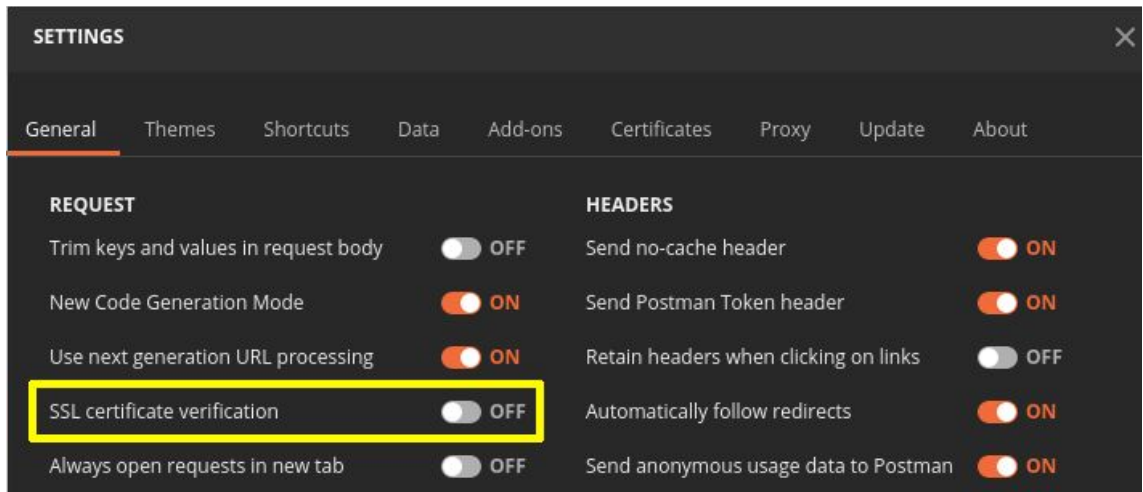 SETTINGS
General Themes Shortcuts Data Add-ons Certificates Proxy Update About
REQUEST
Trim keys and values in request body OFF
New Code Generation Mode ON
Use next generation URL processing ON
SSL certificate verification OFF
Always open requests in new tab OFF
HEADERS
Send no-cache header ON
Send Postman Token header ON
Retain headers when clicking on links OFF
Automatically follow redirects ON
Send anonymous usage data to Postman ON